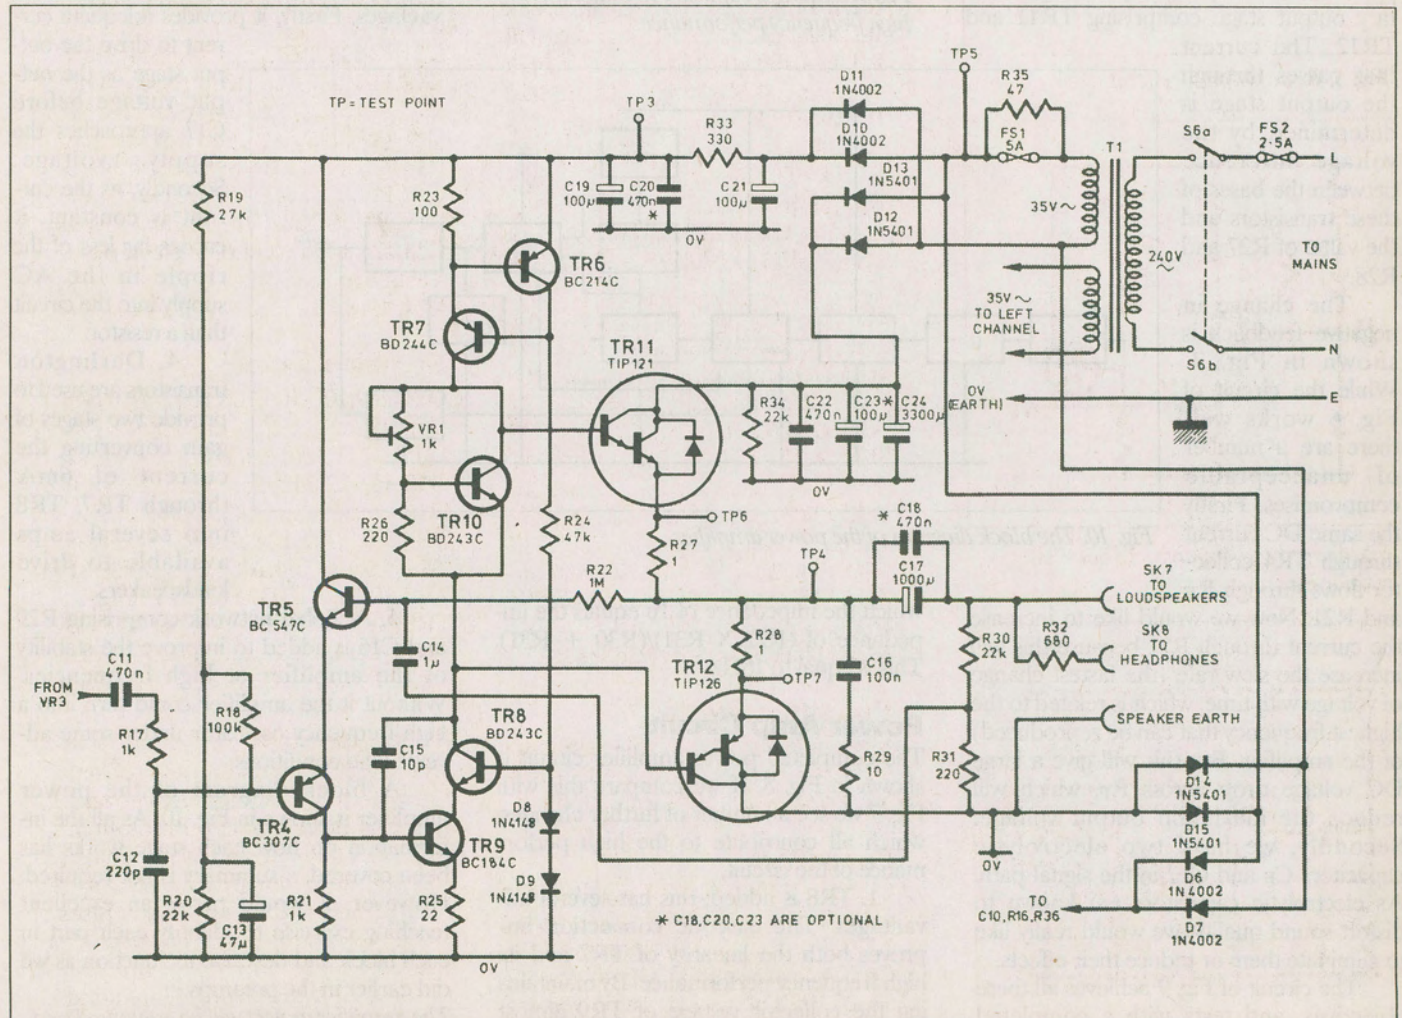 TP = TEST POINT
R19
27k
R23
100
TR6
BC214C
TR7
BD244C
VR1
1k
R26
220
TR10
BD243C
TR5
BC547C
TP3
C19
100µ
C20
470n
*
R33
330
C21
100µ
0V
D11
1N4002
D10
1N4002
D13
1N5401
D12
1N5401
TP5
R35
47
FS1
5A
T1
35V~
240V
~
S6a
L
FS2
2·5A
TO
MAINS
35V~
TO LEFT
CHANNEL
N
S6b
0V
(EARTH)
E
TR11
TIP121
R34
22k
C22
470n
C23*
100µ
C24
3300µ
0V
TP6
R24
47k
R27
1
R22
1M
TP4
*
C18
470n
C17
1000µ
SK7
TO
LOUDSPEAKERS
R32
680
SK8
TO
HEADPHONES
SPEAKER EARTH
R30
22k
R31
220
0V
C14
1µ
R28
1
TP7
TR12
TIP126
C16
100n
R29
10
FROM
VR3
C11
470n
R17
1k
R18
100k
C12
220p
TR4
BC307C
R20
22k
C13
47µ
R21
1k
C15
10p
TR8
BD243C
TR9
BC184C
R25
22
D8
1N4148
D9
1N4148
0V
* C18,C20,C23 ARE OPTIONAL
D14
1N5401
D15
1N5401
D6
1N4002
D7
1N4002
TO
C10,R16,R36